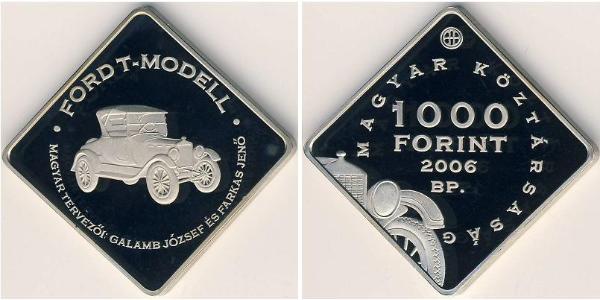 · FORD T-MODELL ·
MAGYAR TERVEZŐI: GALAMB JÓZSEF ÉS FARKAS JENŐ
MAGYAR KÖZTÁRSASÁG
1000
FORINT
2006
BP.